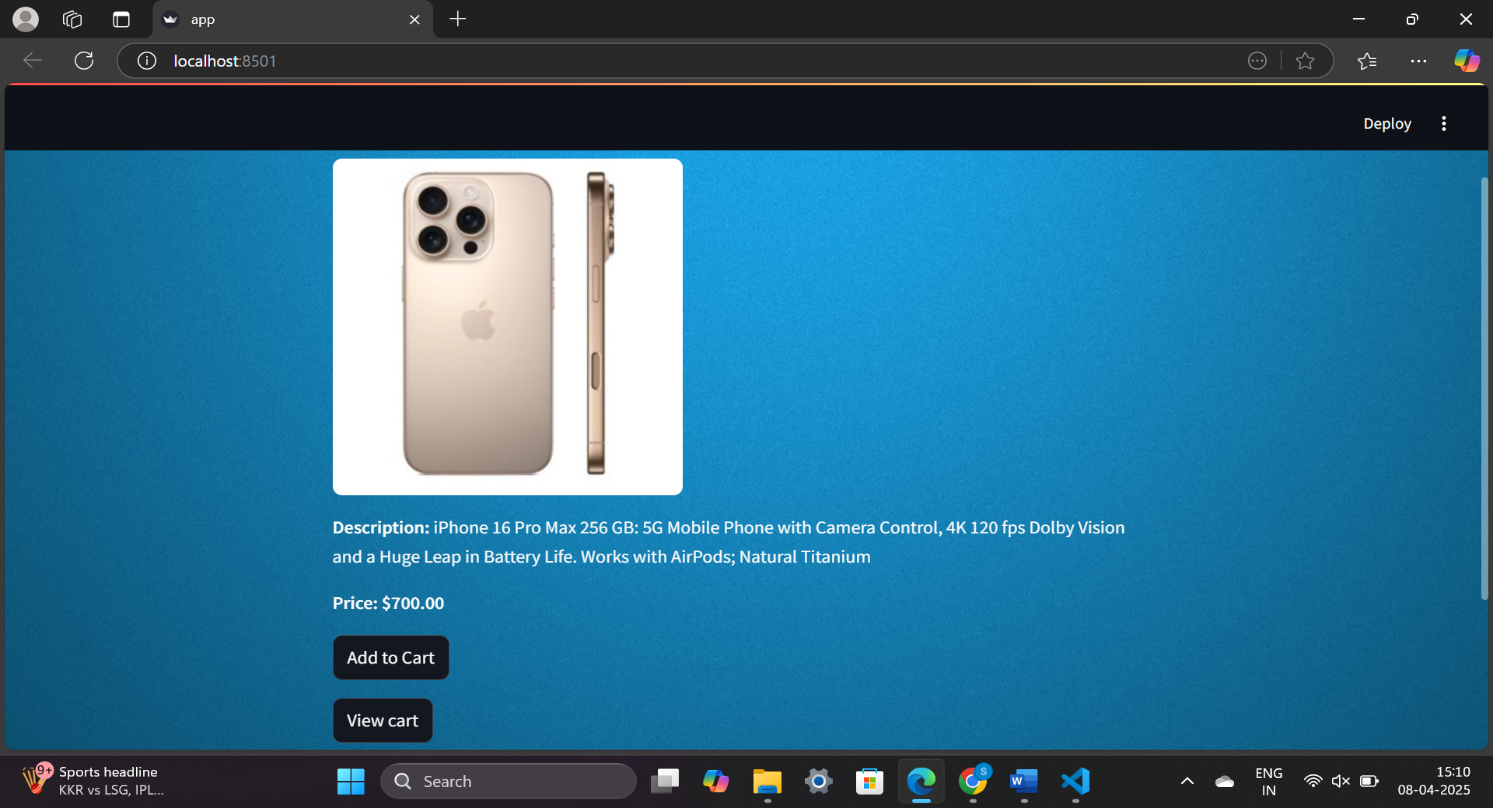 app
localhost:8501
Deploy
Description: iPhone 16 Pro Max 256 GB: 5G Mobile Phone with Camera Control, 4K 120 fps Dolby Vision
and a Huge Leap in Battery Life. Works with AirPods; Natural Titanium
Price: $700.00
Add to Cart
View cart
9+
Sports headline
KKR vs LSG, IPL...
Search
S
W
ENG
IN
15:10
08-04-2025